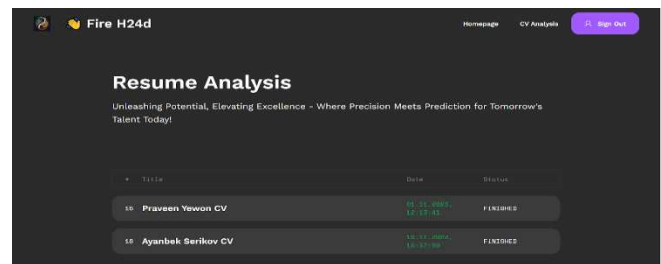 Fire H24d
Homepage
CV Analysis
Sign Out
Resume Analysis
Unleashing Potential, Elevating Excellence - Where Precision Meets Prediction for Tomorrow's
Talent Today!
# Title Date Status
Praveen Yewon CV
FINISHED
Ayanbek Serikov CV
FINISHED